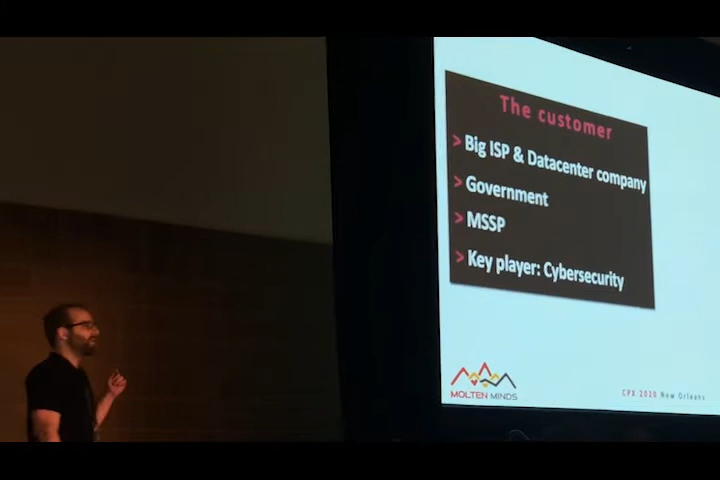 The customer
> Big ISP & Datacenter company
> Government
> MSSP
> Key player: Cybersecurity
MOLTEN MINDS
CPX 2020 New Orleans